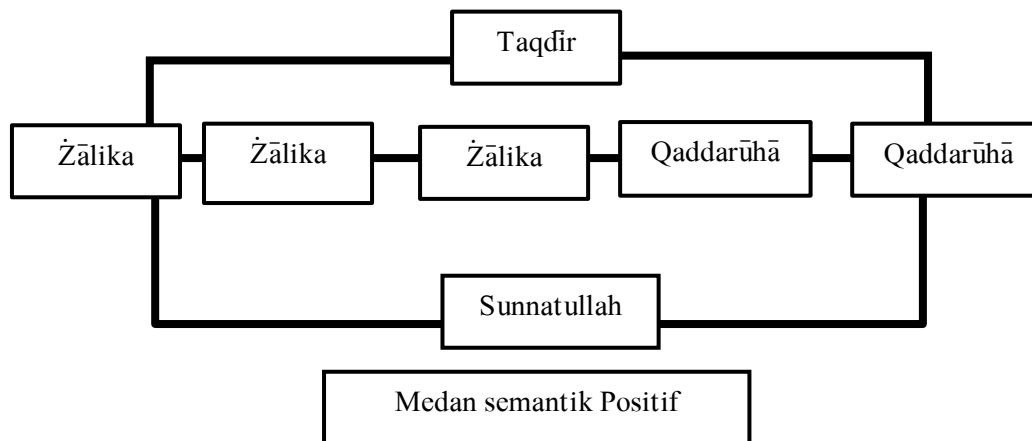 Taqdīr
Żālika
Żālika
Żālika
Qaddarūhā
Qaddarūhā
Sunnatullah
Medan semantik Positif